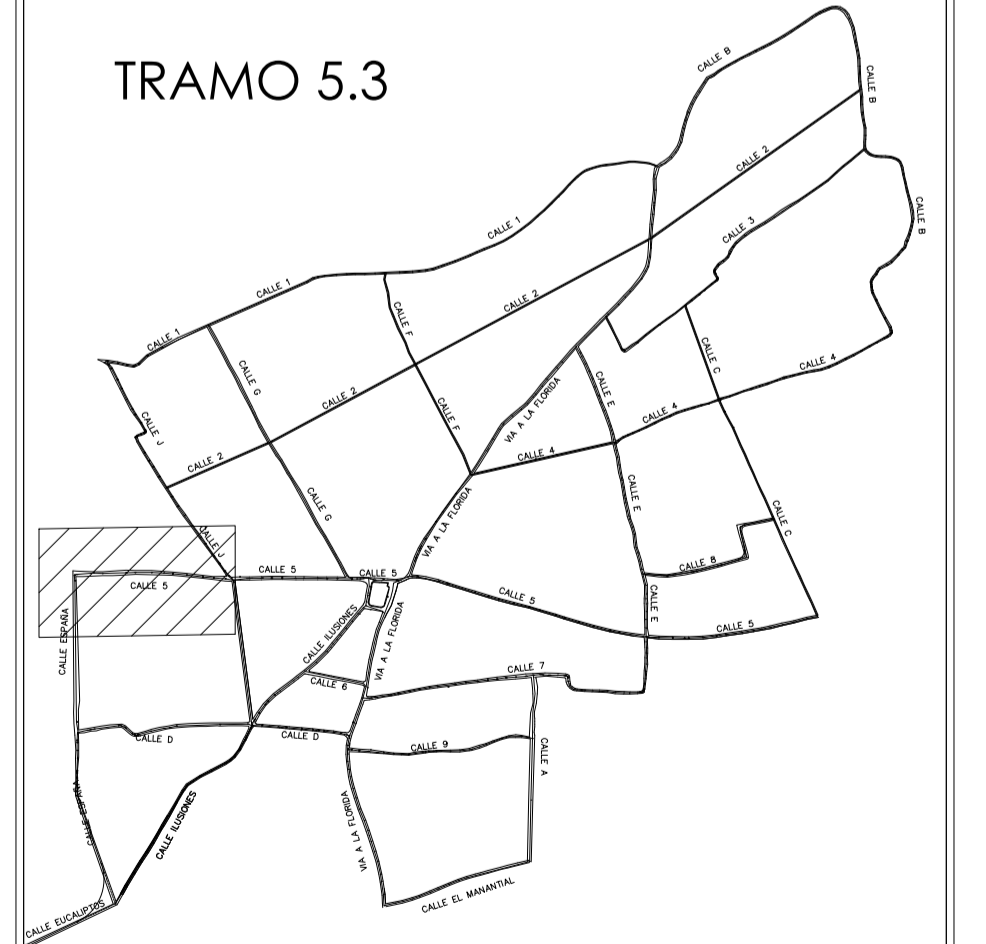 TRAMO 5.3
CALLE B
CALLE B
CALLE 2
CALLE B
CALLE 3
CALLE 1
CALLE 1
CALLE 2
CALLE F
CALLE 1
CALLE C
CALLE 4
CALLE G
CALLE E
CALLE 2
VIA A LA FLORIDA
CALLE F
CALLE 4
CALLE J
CALLE 4
CALLE 2
CALLE E
CALLE G
VIA A LA FLORIDA
CALLE C
CALLE J
CALLE 8
CALLE 5
CALLE 5
CALLE 5
CALLE 5
CALLE E
CALLE 5
CALLE ESPAÑA
CALLE ILUSIONES
VIA A LA FLORIDA
CALLE 7
CALLE 6
CALLE D
CALLE D
CALLE 9
CALLE A
CALLE ESPAÑA
CALLE ILUSIONES
VIA A LA FLORIDA
CALLE EL MANANTIAL
CALLE EUCALIPTOS